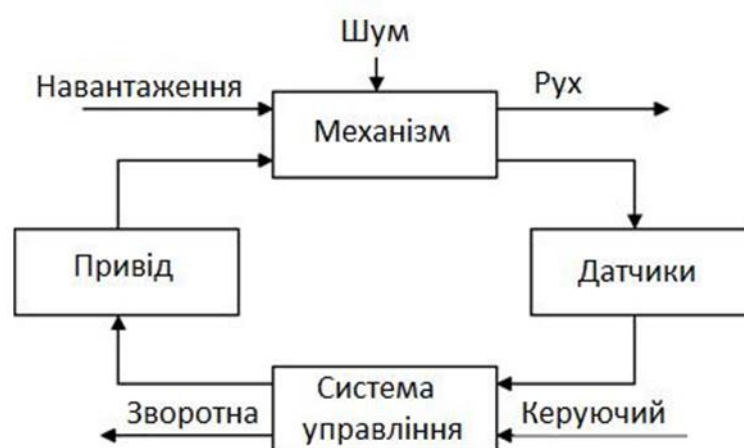 Шум
Навантаження
Рух
Механізм
Привід
Датчики
Система
управління
Зворотна
Керуючий